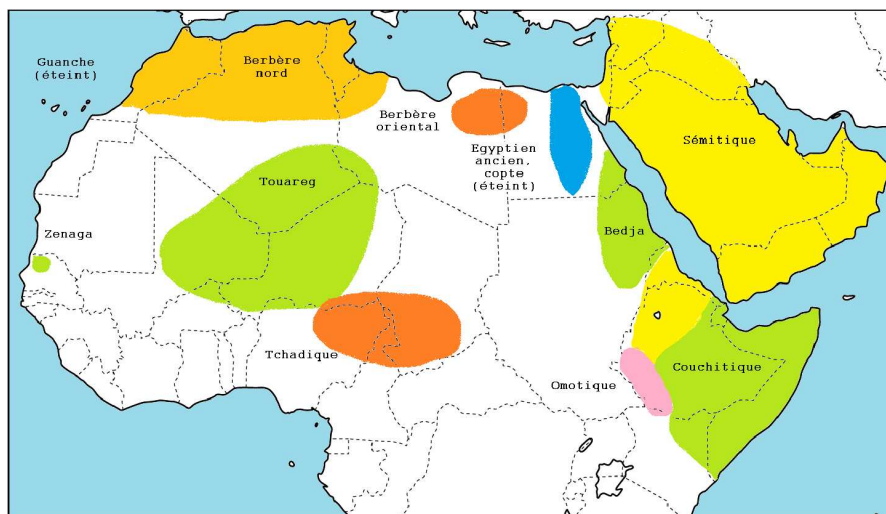 Guanche
(éteint)
Berbère
nord
Berbère
oriental
Egyptien
ancien,
copte
(éteint)
Sémitique
Touareg
Zenaga
Bedja
Tchadique
Omotique
Couchitique